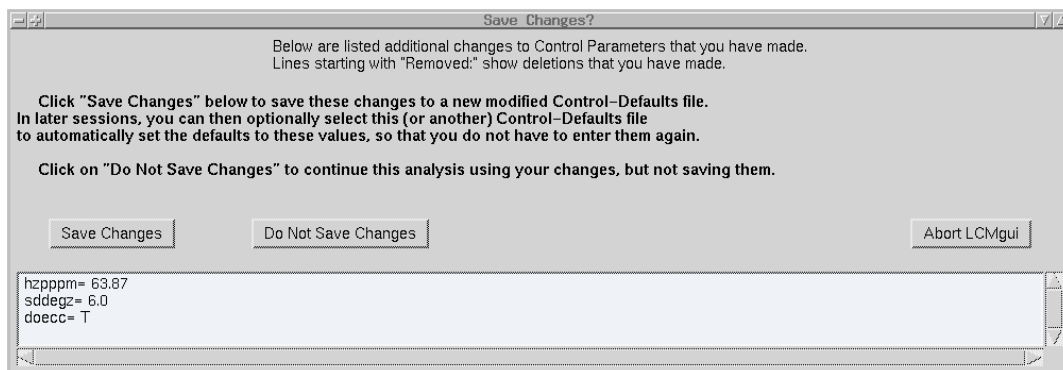 Save Changes?
Below are listed additional changes to Control Parameters that you have made.
Lines starting with "Removed:" show deletions that you have made.
Click "Save Changes" below to save these changes to a new modified Control-Defaults file.
In later sessions, you can then optionally select this (or another) Control-Defaults file
to automatically set the defaults to these values, so that you do not have to enter them again.
Click on "Do Not Save Changes" to continue this analysis using your changes, but not saving them.
Save Changes Do Not Save Changes Abort LCMgui
hzpppm= 63.87
sddegz= 6.0
doecc= T